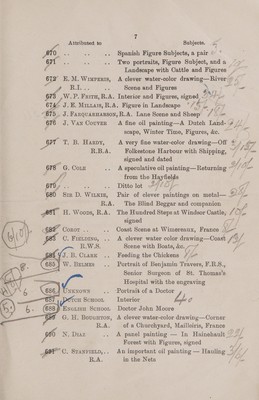 7
Attributed to Subjects.
670 .. .. .. Spanish Figure Subjects, a pair
671 .. .. .. Two portraits, Figure Subject, and a
Landscape with Cattle and Figures
672 E. M. Wimperis, A clever water-color drawing—River
R.I. .. .. Scene and Figures
673 W. P. Frith, R.A. Interior and Figures, signed
674 J. E. Millais, R.A. Figure in Landscape
675 J. Farquharmson, R.A. Lane Scene and Sheep
676 J. Van Couver A fine oil painting—A Dutch Landscape, Winter Time, Figures, &c.
677 T. B. Hardy, A very fine water-color drawing—Off
R.B.A. Folkestone Harbour with Shipping,
signed and dated
678 G. Cole .. A speculative oil painting—Returning
from the Hayfields
679 .. .. Ditto
680 Sir D. Wilkie, Pair of clever paintings on metal—
R.A. The Blind Beggar and companion
681 H. Woods, R.A. The Hundred Steps at Windsor Castle,
signed
682 Corot .. .. Coast Scene at Wimereaux, France
683 C. Fielding, A clever water color drawing—Coast
R.W.S. Scene with Boats, &c.
684 J. B. Clark .. Feeding the Chickens
685 W. Belmes Portrait of Benjamin Travers, F.R.S.,
Senior Surgeon of St. Thomas's
Hospital with the engraving
686 Unknown .. Portrait of a Doctor
687 Dutch School Interior
688 English School Doctor John Moore
689 G. H. Boughton, A clever water-color drawing—Corner
R.A. of a Churchyard, Mailloiris, France
690 N. Dias .. A panel painting — In Hainehault
Forest with Figures, signed
691 C. Stanfield, An important oil painting — Hauling
R.A. in the Nets